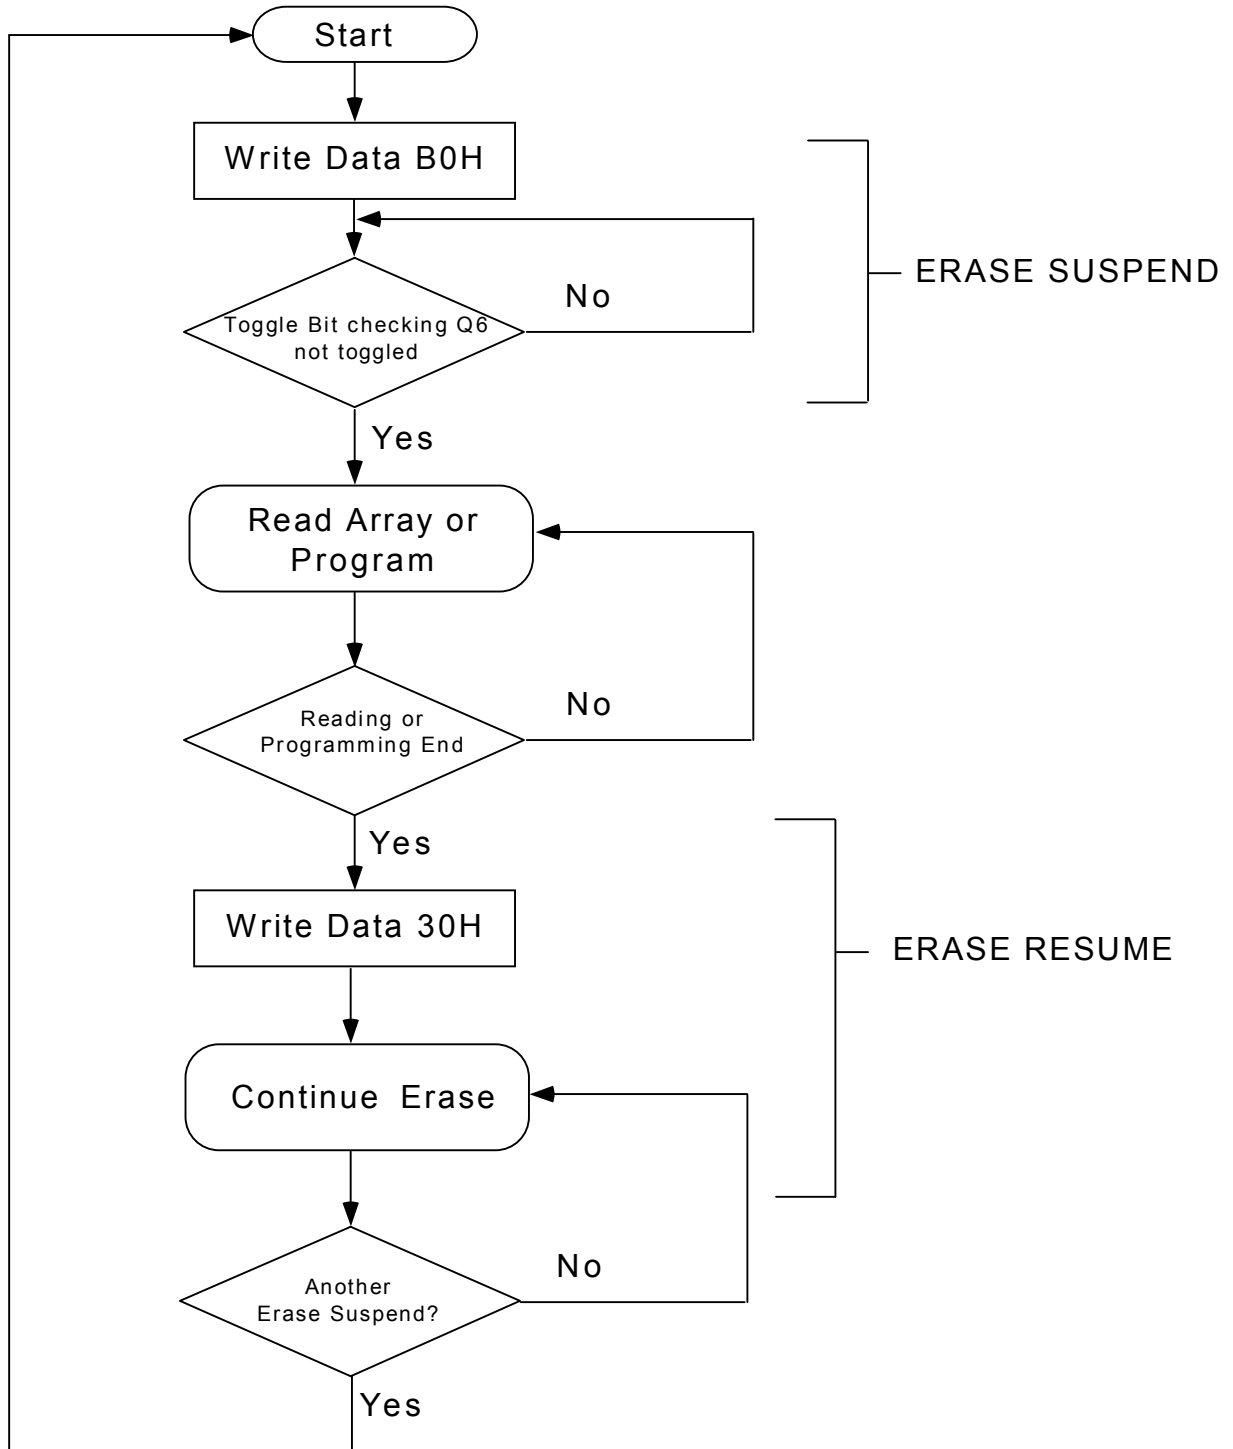 Start
Write Data B0H
ERASE SUSPEND
No
Toggle Bit checking Q6
not toggled
Yes
Read Array or
Program
No
Reading or
Programming End
Yes
Write Data 30H
ERASE RESUME
Continue Erase
No
Another
Erase Suspend?
Yes